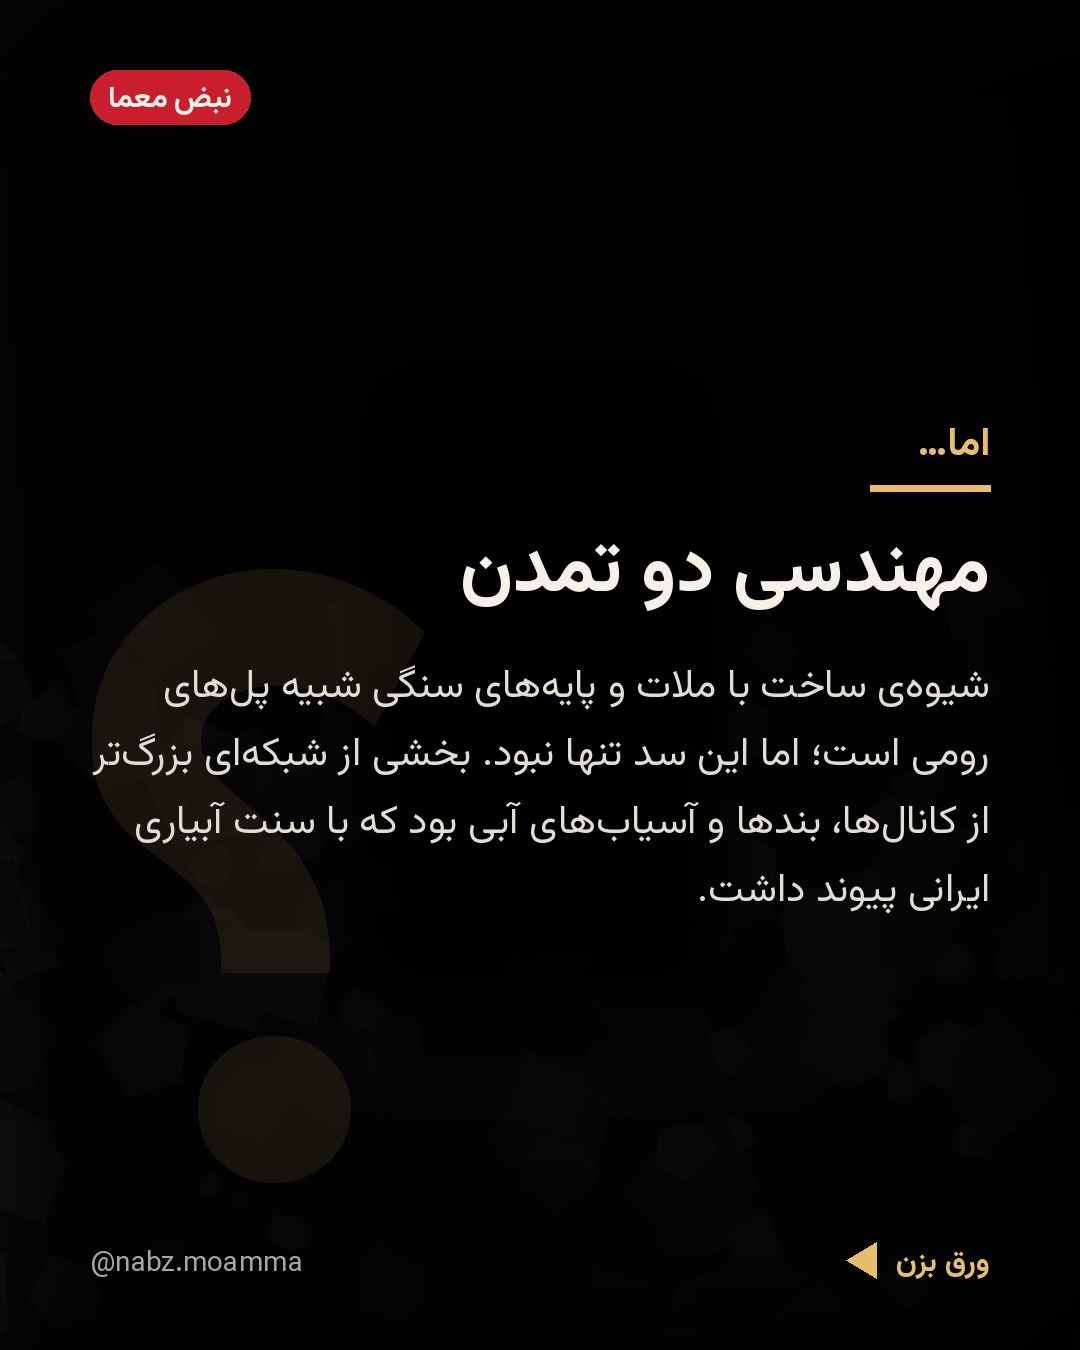 نبض معما
اما...
مهندسی دو تمدن
شیوه‌ی ساخت با ملات و پایه‌های سنگی شبیه پل‌های
رومی است؛ اما این سد تنها نبود. بخشی از شبکه‌ای بزرگ‌تر
از کانال‌ها، بندها و آسیاب‌های آبی بود که با سنت آبیاری
ایرانی پیوند داشت.
ورق بزن
@nabz.moamma